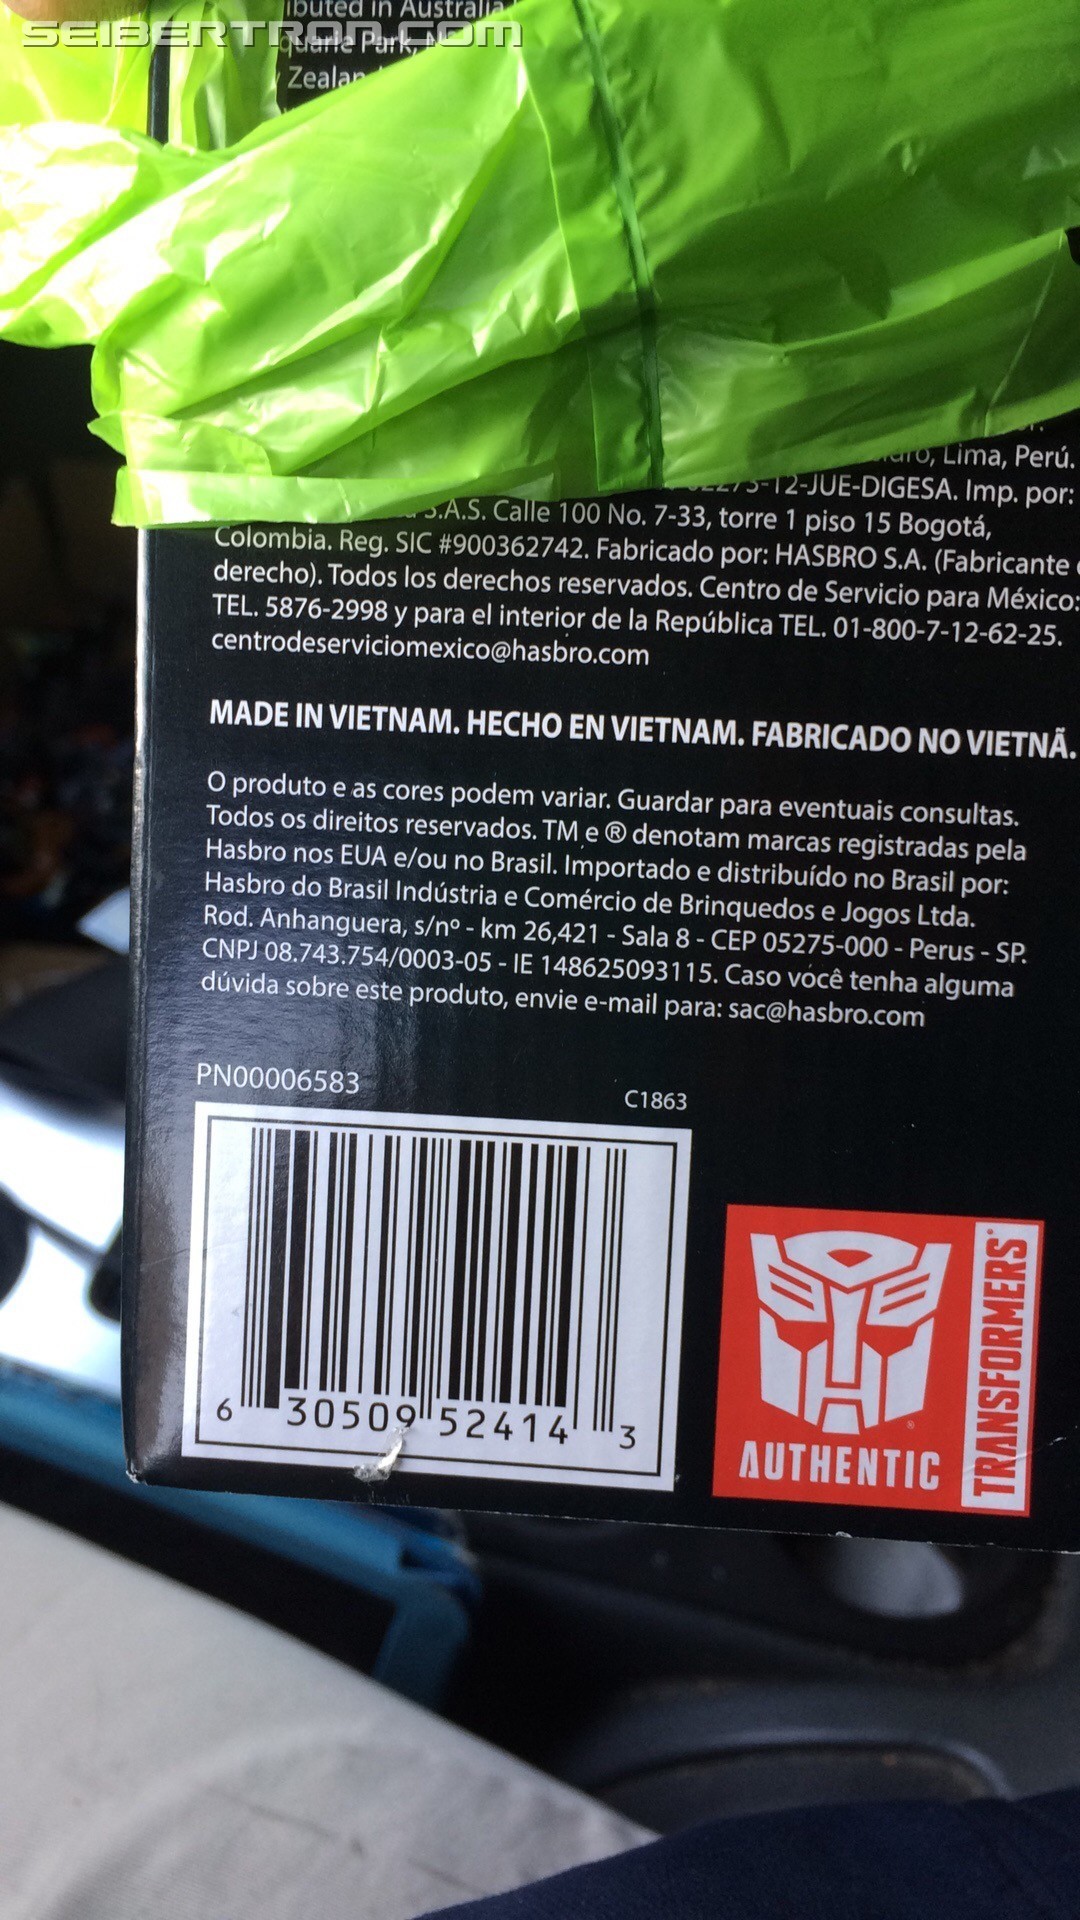 SEIBERTRON.COM
ibuted in Australia
quarie Park,
Lima, Perú.
-12-JUE-DIGESA. Imp. por:
S.A.S. Calle 100 No. 7-33, torre 1 piso 15 Bogotá,
Colombia. Reg. SIC #900362742. Fabricado por: HASBRO S.A. (Fabricante
derecho). Todos los derechos reservados. Centro de Servicio para México:
TEL. 5876-2998 y para el interior de la República TEL. 01-800-7-12-62-25.
centrodeserviciomexico@hasbro.com
MADE IN VIETNAM. HECHO EN VIETNAM. FABRICADO NO VIETNÃ.
O produto e as cores podem variar. Guardar para eventuais consultas.
Todos os direitos reservados. TM e ® denotam marcas registradas pela
Hasbro nos EUA e/ou no Brasil. Importado e distribuído no Brasil por:
Hasbro do Brasil Indústria e Comércio de Brinquedos e Jogos Ltda.
Rod. Anhanguera, s/nº - km 26,421 - Sala 8 - CEP 05275-000 - Perus - SP.
CNPJ 08.743.754/0003-05 - IE 148625093115. Caso você tenha alguma
dúvida sobre este produto, envie e-mail para: sac@hasbro.com
PN00006583
C1863
6 30509 52414 3
AUTHENTIC
TRANSFORMERS